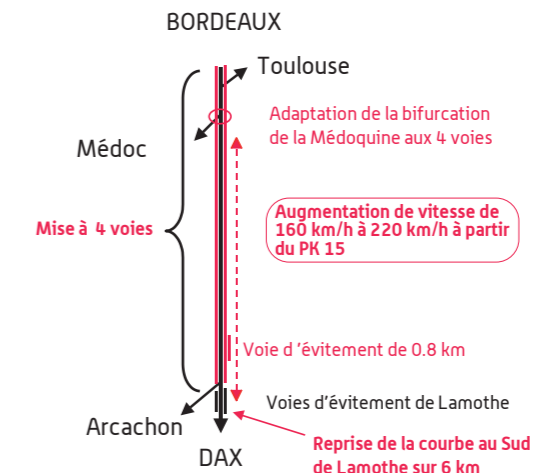 BORDEAUX
Toulouse
Adaptation de la bifurcation
de la Médoquine aux 4 voies
Médoc
Mise à 4 voies
Augmentation de vitesse de
160 km/h à 220 km/h à partir
du PK 15
Voie d'évitement de 0.8 km
Voies d'évitement de Lamothe
Arcachon
DAX
Reprise de la courbe au Sud
de Lamothe sur 6 km